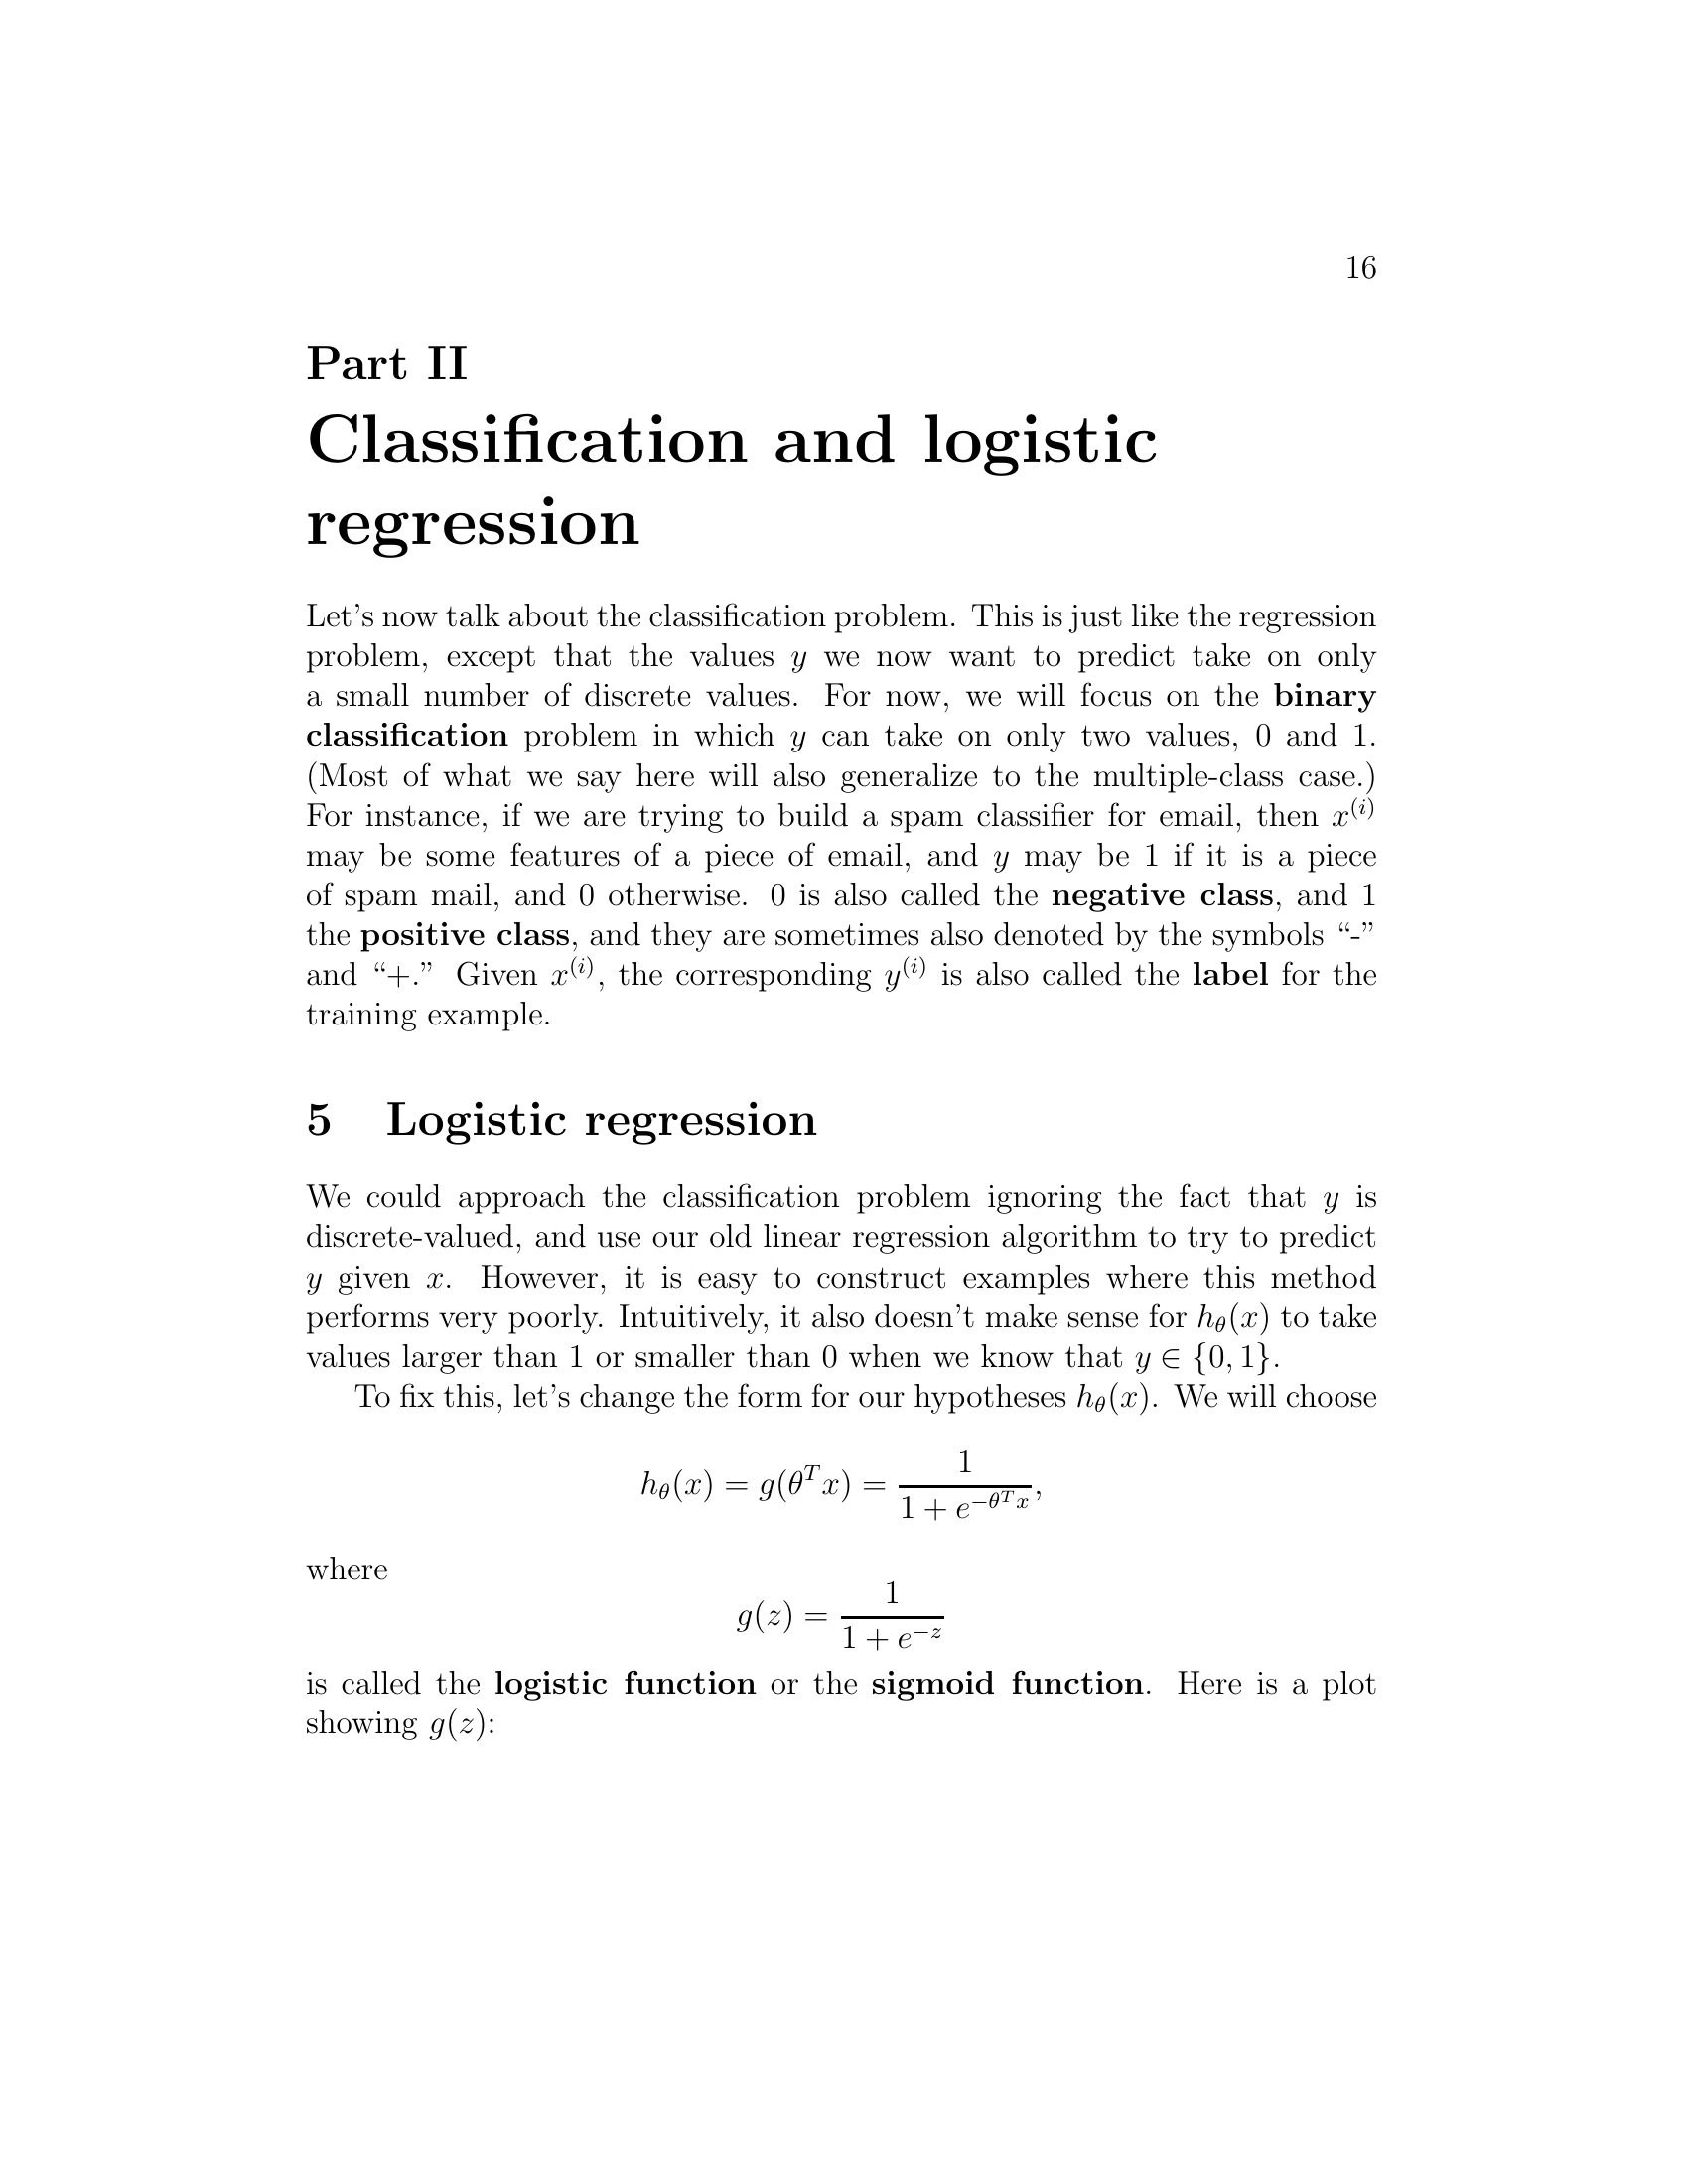 16
Part II
Classification and logistic
regression
Let’s now talk about the classification problem. This is just like the regression
problem, except that the values y we now want to predict take on only
a small number of discrete values. For now, we will focus on the binary
classification problem in which y can take on only two values, 0 and 1.
(Most of what we say here will also generalize to the multiple-class case.)
For instance, if we are trying to build a spam classifier for email, then x^{(i)}
may be some features of a piece of email, and y may be 1 if it is a piece
of spam mail, and 0 otherwise. 0 is also called the negative class, and 1
the positive class, and they are sometimes also denoted by the symbols “-”
and “+.” Given x^{(i)}, the corresponding y^{(i)} is also called the label for the
training example.
5 Logistic regression
We could approach the classification problem ignoring the fact that y is
discrete-valued, and use our old linear regression algorithm to try to predict
y given x. However, it is easy to construct examples where this method
performs very poorly. Intuitively, it also doesn’t make sense for h_θ(x) to take
values larger than 1 or smaller than 0 when we know that y ∈ {0, 1}.
To fix this, let’s change the form for our hypotheses h_θ(x). We will choose
h_θ(x) = g(θ^T x) = \frac{1}{1 + e^{−θ^T x}},
where
g(z) = \frac{1}{1 + e^{−z}}
is called the logistic function or the sigmoid function. Here is a plot
showing g(z):